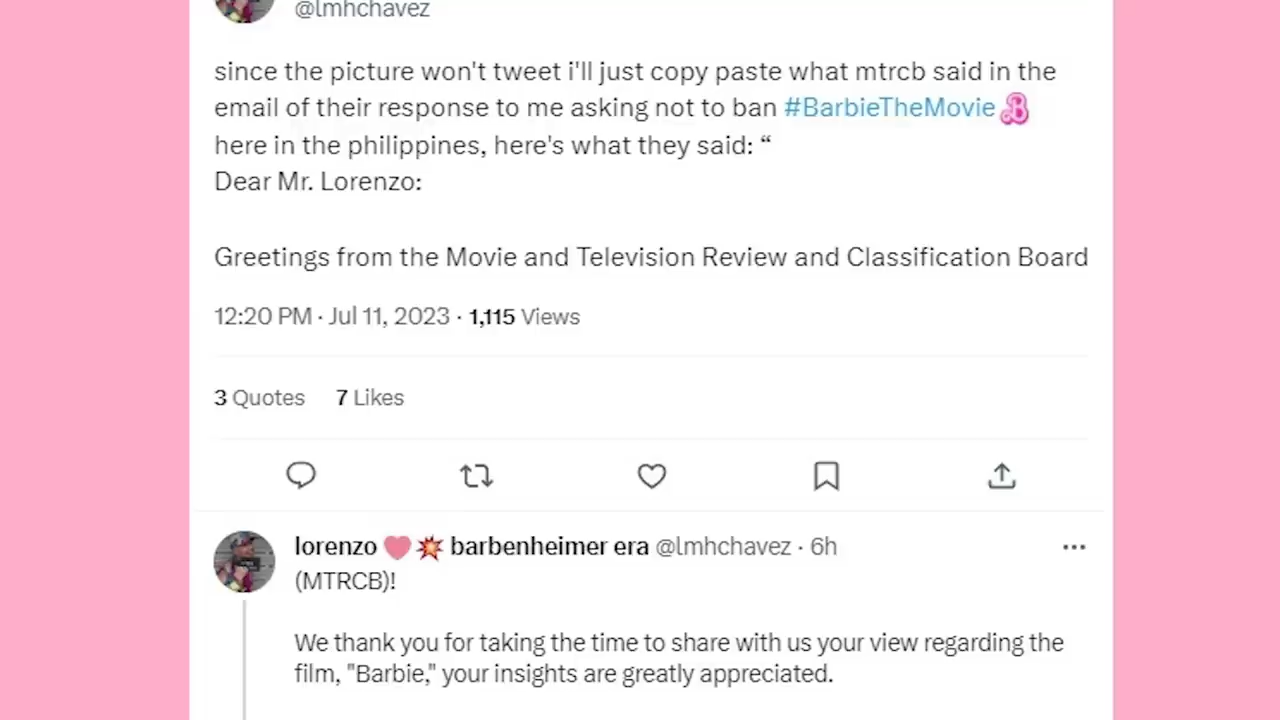 @lmhchavez
since the picture won't tweet i'll just copy paste what mtrcb said in the
email of their response to me asking not to ban #BarbieTheMovie
here in the philippines, here's what they said: “
Dear Mr. Lorenzo:
Greetings from the Movie and Television Review and Classification Board
12:20 PM · Jul 11, 2023 · 1,115 Views
3 Quotes 7 Likes
lorenzo 🩷💥 barbenheimer era @lmhchavez · 6h
(MTRCB)!
We thank you for taking the time to share with us your view regarding the
film, "Barbie," your insights are greatly appreciated.